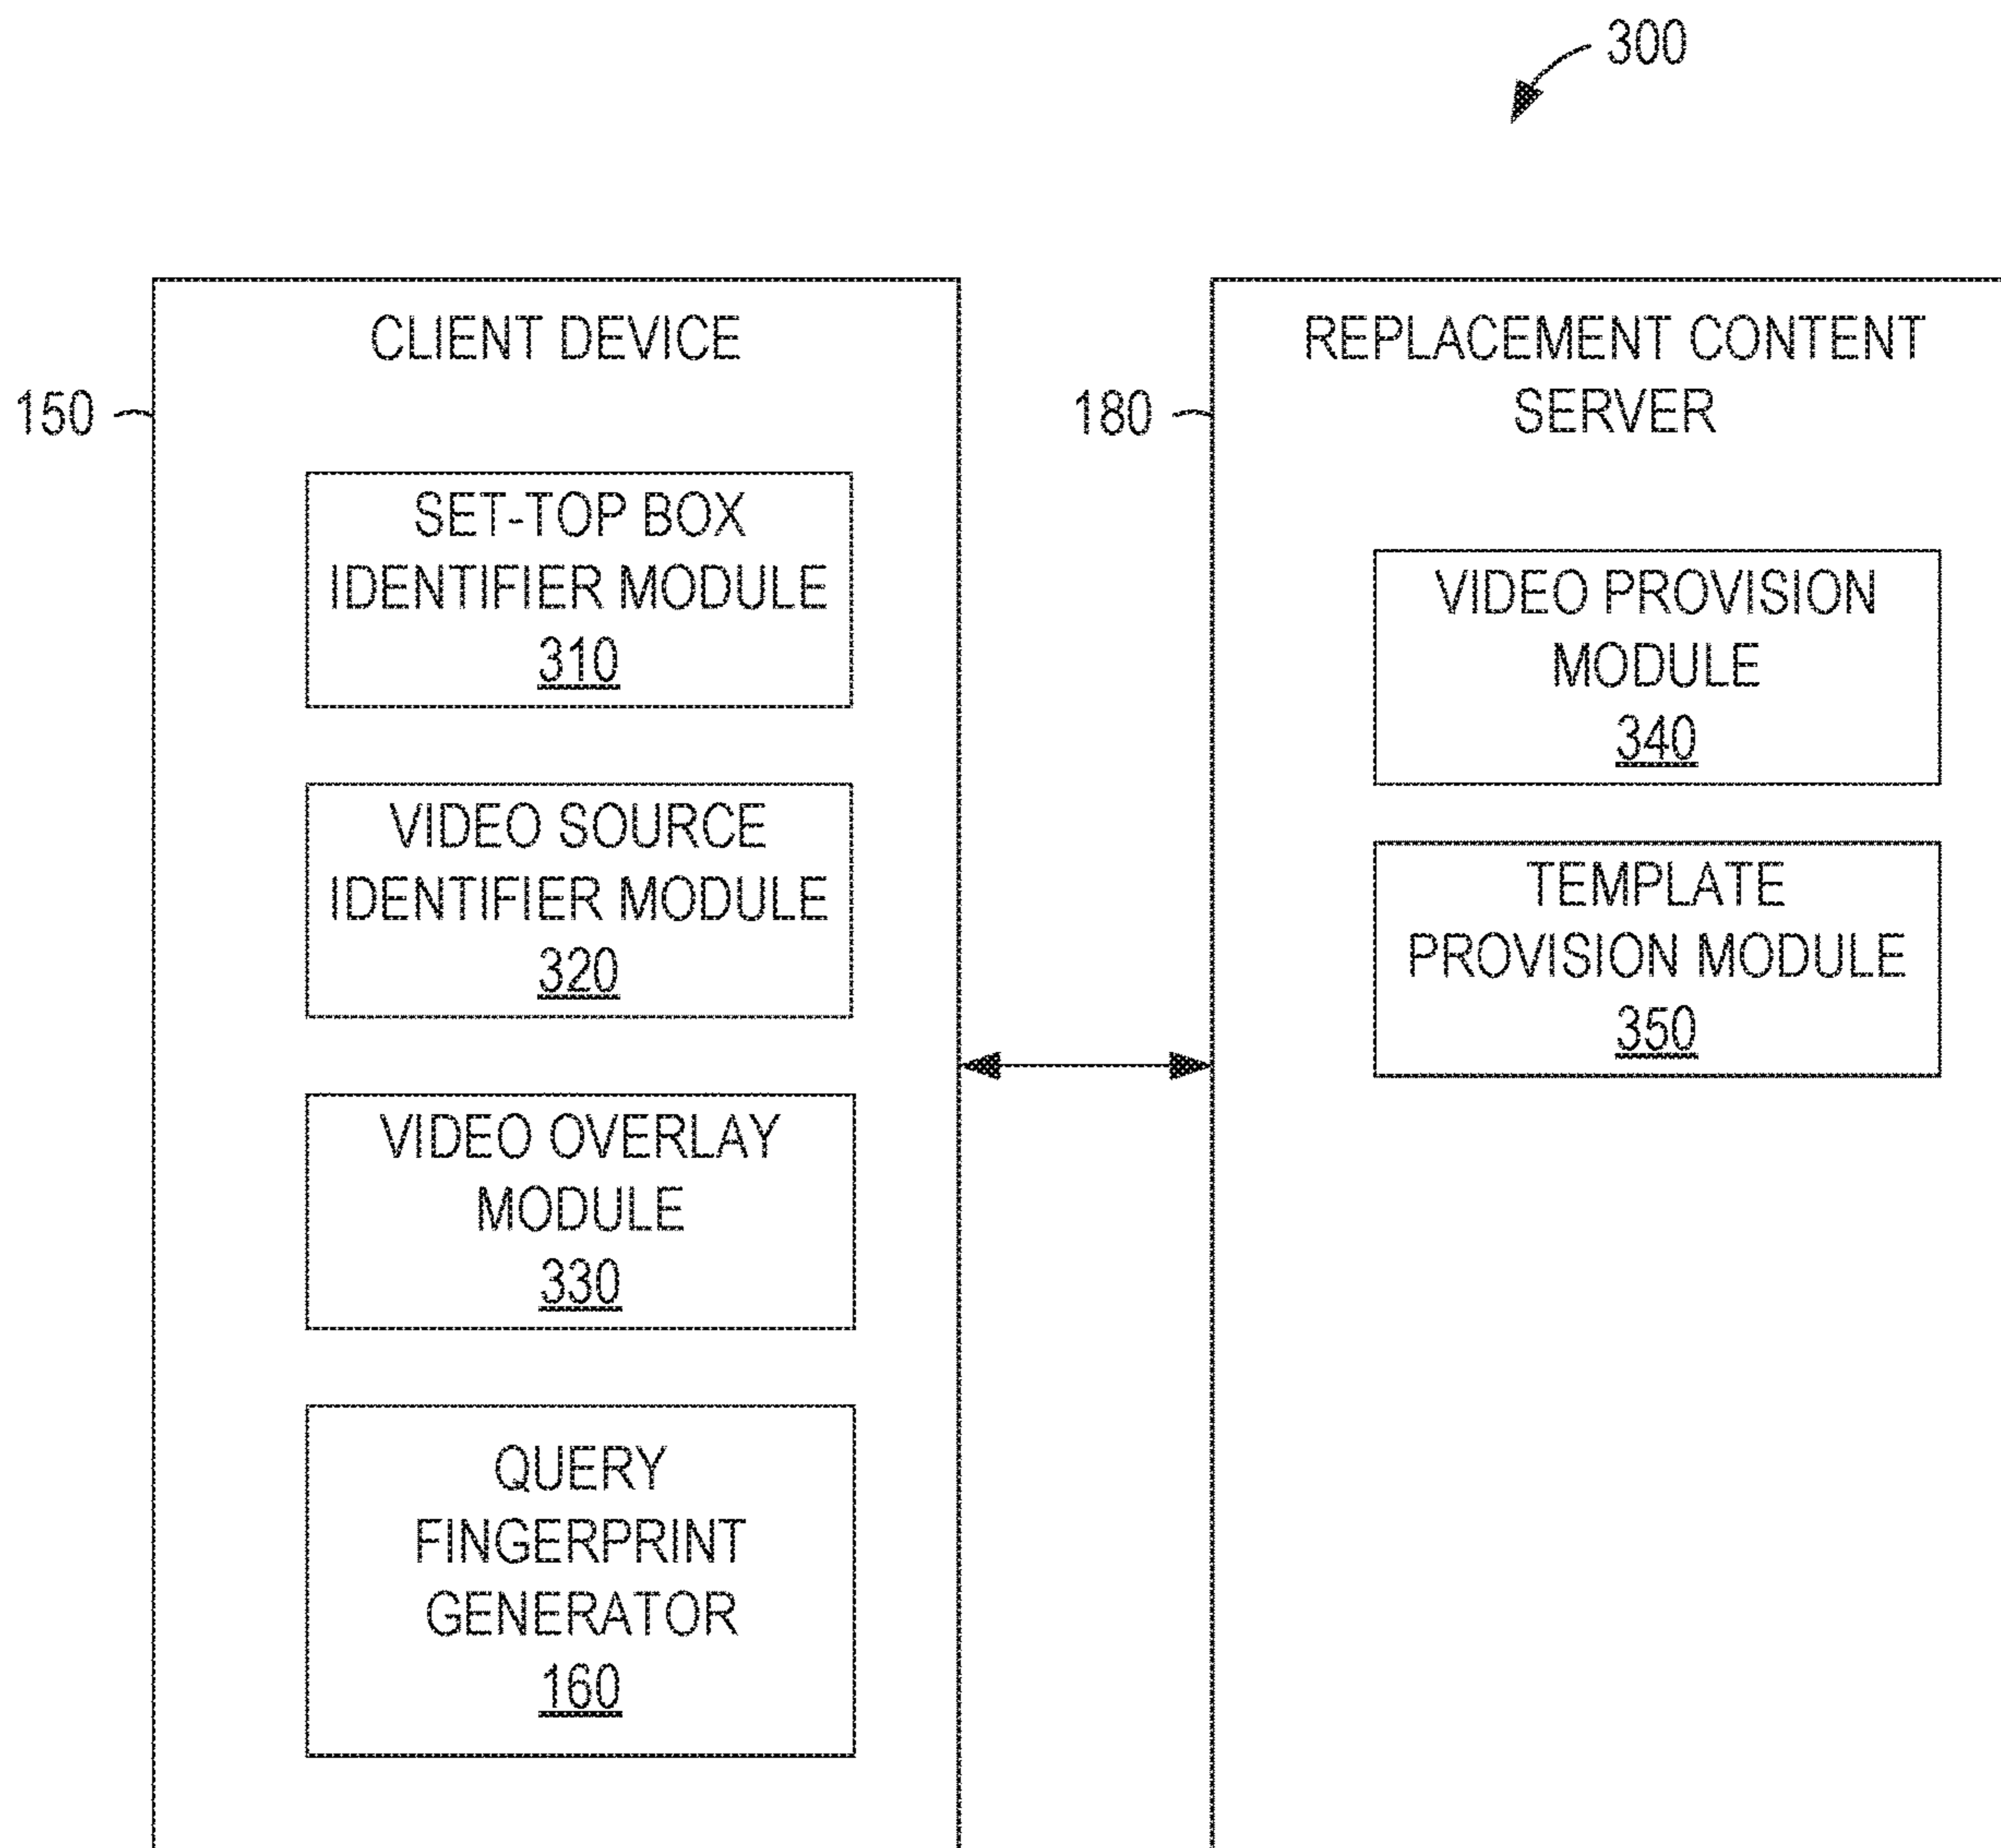 300
CLIENT DEVICE
150
SET-TOP BOX
IDENTIFIER MODULE
310
VIDEO SOURCE
IDENTIFIER MODULE
320
VIDEO OVERLAY
MODULE
330
QUERY
FINGERPRINT
GENERATOR
160
REPLACEMENT CONTENT
SERVER
180
VIDEO PROVISION
MODULE
340
TEMPLATE
PROVISION MODULE
350